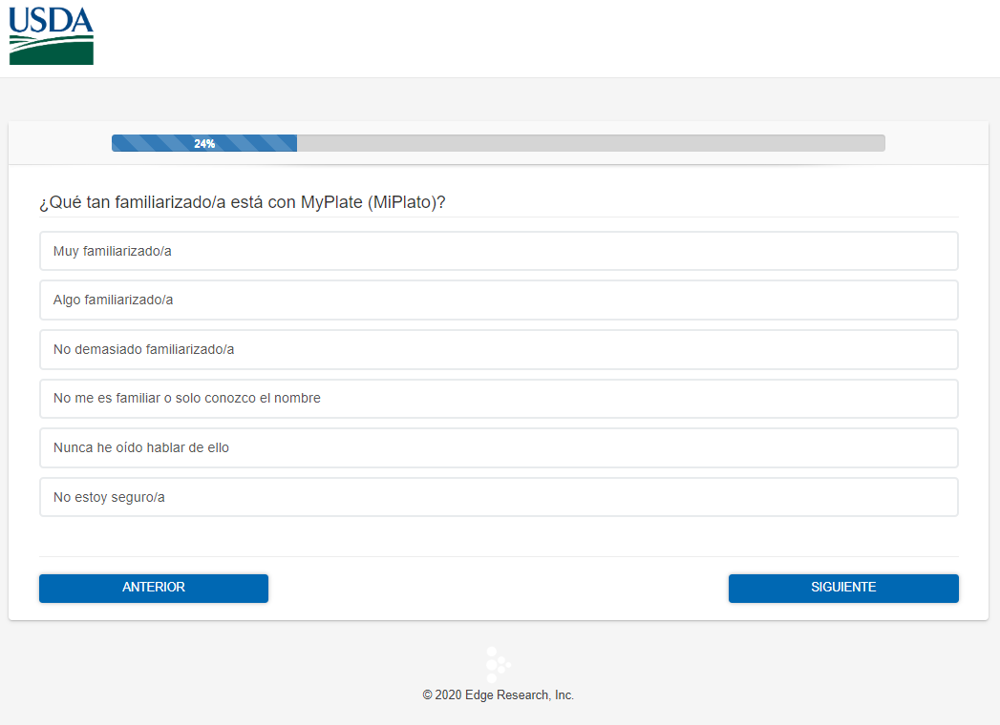 USDA
24%
¿Qué tan familiarizado/a está con MyPlate (MiPlato)?
Muy familiarizado/a
Algo familiarizado/a
No demasiado familiarizado/a
No me es familiar o solo conozco el nombre
Nunca he oído hablar de ello
No estoy seguro/a
ANTERIOR
SIGUIENTE
© 2020 Edge Research, Inc.